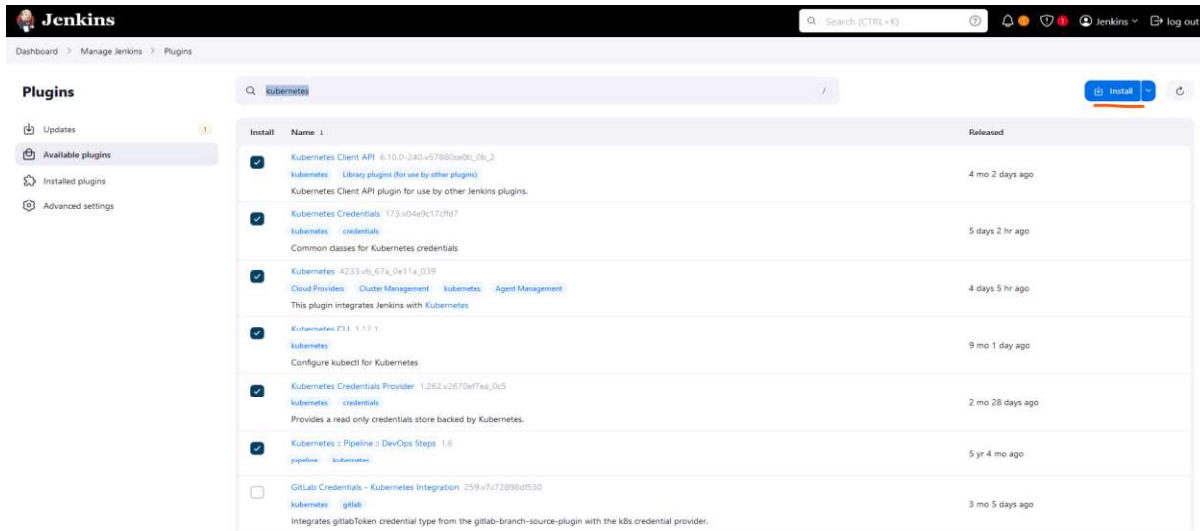 Jenkins
Search (CTRL+K)
1
1
Jenkins
log out
Dashboard > Manage Jenkins > Plugins
Plugins
kubernetes
/
Install
Updates
1
Available plugins
Installed plugins
Advanced settings
Install Name ↓ Released
Kubernetes Client API
kubernetes Library plugins (for use by other plugins)
Kubernetes Client API plugin for use by other Jenkins plugins.
4 mo 2 days ago
Kubernetes Credentials 173.v04e9c17cffd7
kubernetes credentials
Common classes for Kubernetes credentials
5 days 2 hr ago
Kubernetes 4233.vb_67a_0e11a_039
Cloud Providers Cluster Management kubernetes Agent Management
This plugin integrates Jenkins with Kubernetes
4 days 5 hr ago
Kubernetes CLI 1.12.1
kubernetes
Configure kubectl for Kubernetes
9 mo 1 day ago
Kubernetes Credentials Provider 1.262.v2670ef7ea_0c5
kubernetes credentials
Provides a read only credentials store backed by Kubernetes.
2 mo 28 days ago
Kubernetes :: Pipeline :: DevOps Steps 1.6
pipeline kubernetes
5 yr 4 mo ago
GitLab Credentials - Kubernetes Integration 259.v7c72898df530
kubernetes gitlab
Integrates gitlabToken credential type from the gitlab-branch-source-plugin with the k8s credential provider.
3 mo 5 days ago